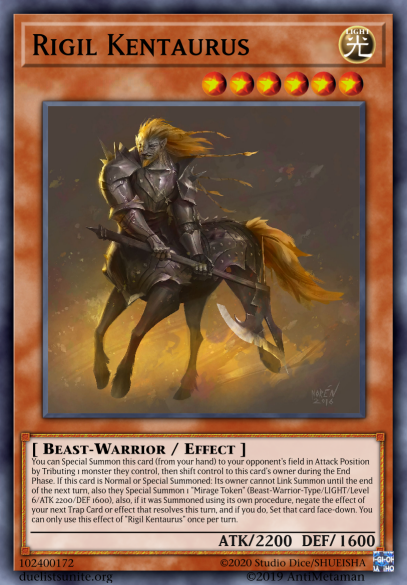 RIGIL KENTAURUS
LIGHT
光
[ BEAST-WARRIOR / EFFECT ]
You can Special Summon this card (from your hand) to your opponent's field in Attack Position
by Tributing 1 monster they control, then shift control to this card's owner during the End
Phase. If this card is Normal or Special Summoned: Its owner cannot Link Summon until the end
of the next turn, also they Special Summon 1 "Mirage Token" (Beast-Warrior-Type/LIGHT/Level
6/ATK 2200/DEF 1600), also, if it was Summoned using its own procedure, negate the effect of
your next Trap Card or effect that resolves this turn, and if you do, Set that card face-down. You
can only use this effect of "Rigil Kentaurus" once per turn.
ATK/2200 DEF/1600
102400172 ©2020 Studio Dice/SHUEISHA
duelistsunite.org ©2019 AntiMetaman